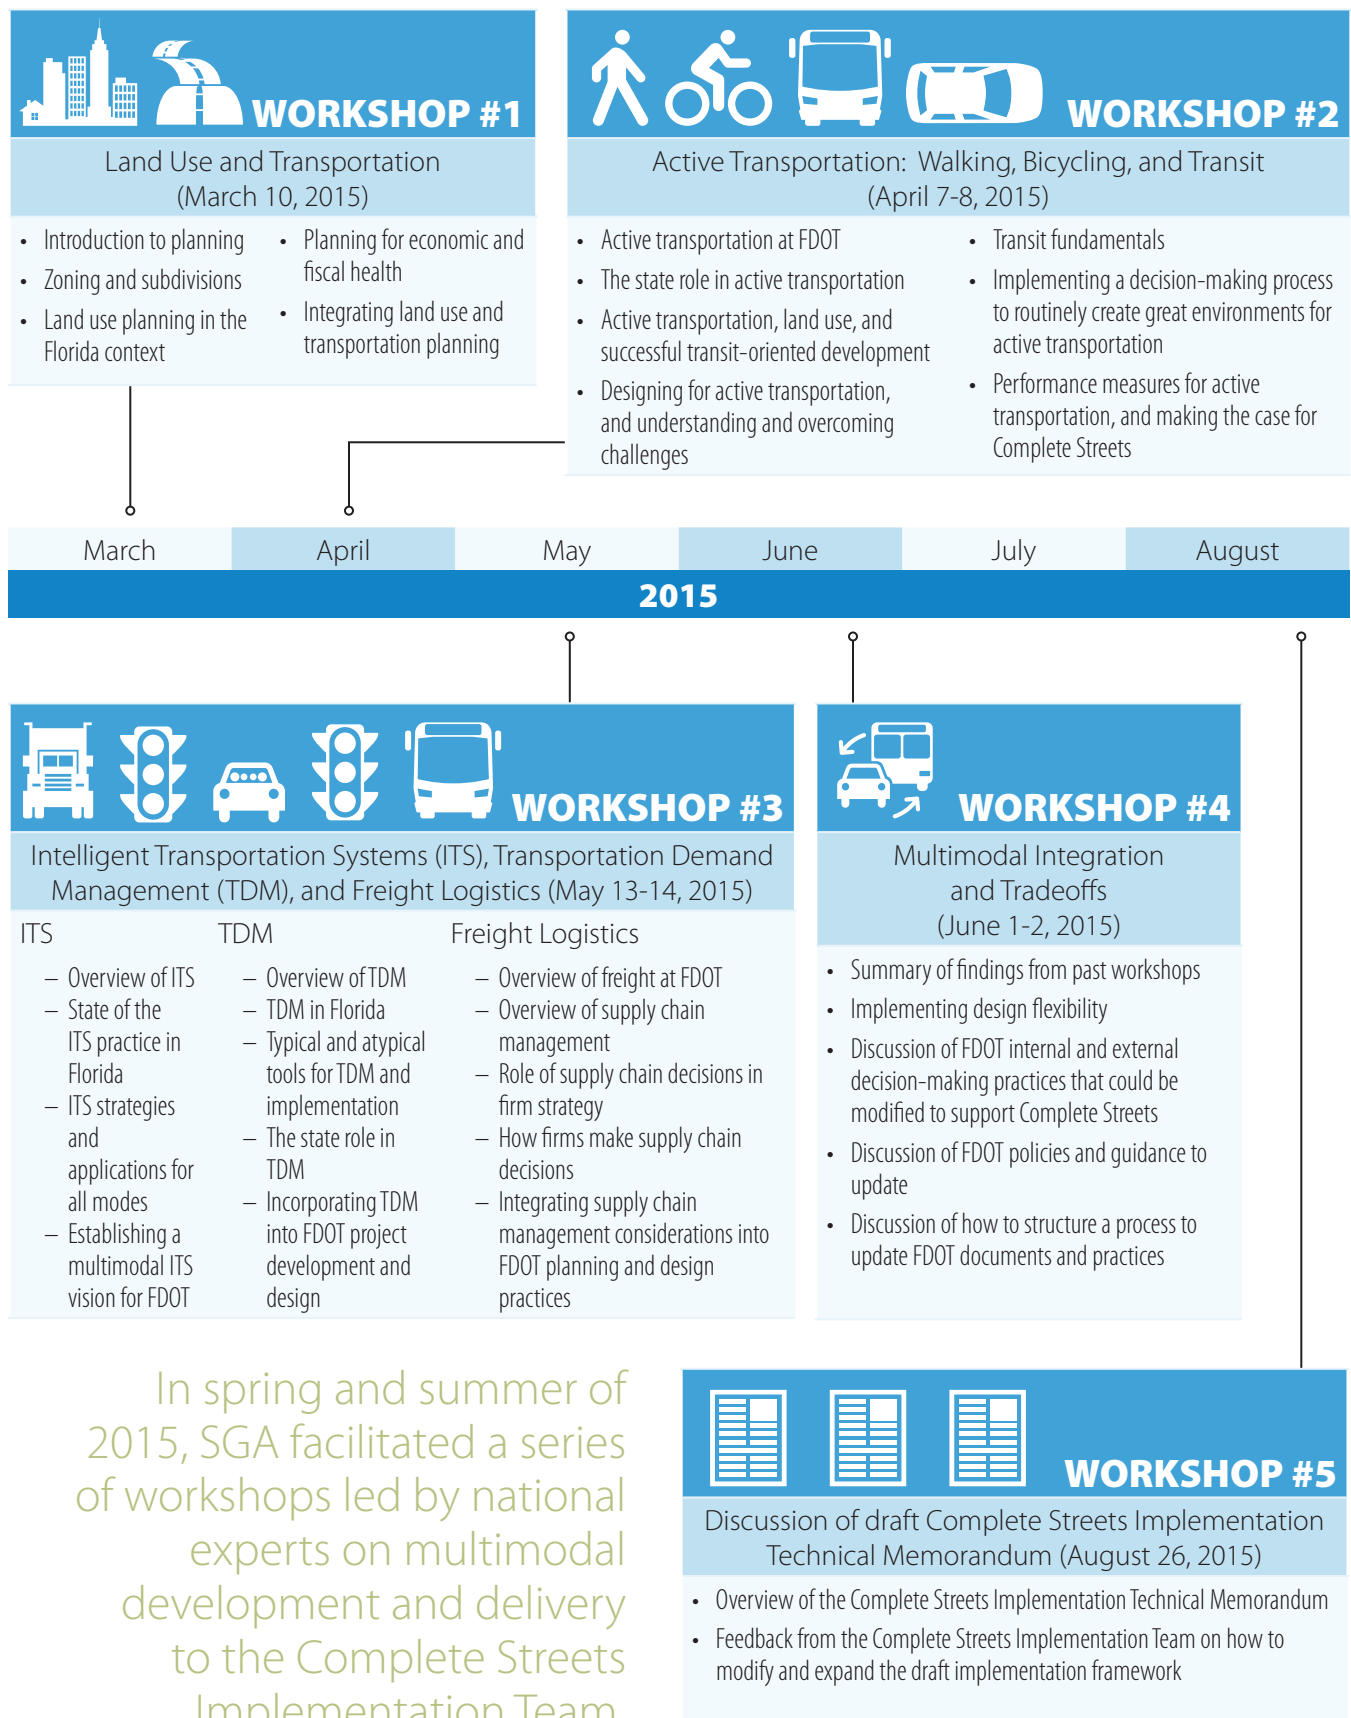 WORKSHOP #1
Land Use and Transportation
(March 10, 2015)
• Introduction to planning
• Zoning and subdivisions
• Land use planning in the
Florida context
• Planning for economic and
fiscal health
• Integrating land use and
transportation planning
WORKSHOP #2
Active Transportation: Walking, Bicycling, and Transit
(April 7-8, 2015)
• Active transportation at FDOT
• The state role in active transportation
• Active transportation, land use, and
successful transit-oriented development
• Designing for active transportation,
and understanding and overcoming
challenges
• Transit fundamentals
• Implementing a decision-making process
to routinely create great environments for
active transportation
• Performance measures for active
transportation, and making the case for
Complete Streets
March April May June July August
2015
WORKSHOP #3
Intelligent Transportation Systems (ITS), Transportation Demand
Management (TDM), and Freight Logistics (May 13-14, 2015)
ITS
– Overview of ITS
– State of the
ITS practice in
Florida
– ITS strategies
and
applications for
all modes
– Establishing a
multimodal ITS
vision for FDOT
TDM
– Overview of TDM
– TDM in Florida
– Typical and atypical
tools for TDM and
implementation
– The state role in
TDM
– Incorporating TDM
into FDOT project
development and
design
Freight Logistics
– Overview of freight at FDOT
– Overview of supply chain
management
– Role of supply chain decisions in
firm strategy
– How firms make supply chain
decisions
– Integrating supply chain
management considerations into
FDOT planning and design
practices
WORKSHOP #4
Multimodal Integration
and Tradeoffs
(June 1-2, 2015)
• Summary of findings from past workshops
• Implementing design flexibility
• Discussion of FDOT internal and external
decision-making practices that could be
modified to support Complete Streets
• Discussion of FDOT policies and guidance to
update
• Discussion of how to structure a process to
update FDOT documents and practices
In spring and summer of
2015, SGA facilitated a series
of workshops led by national
experts on multimodal
development and delivery
to the Complete Streets
Implementation Team.
WORKSHOP #5
Discussion of draft Complete Streets Implementation
Technical Memorandum (August 26, 2015)
• Overview of the Complete Streets Implementation Technical Memorandum
• Feedback from the Complete Streets Implementation Team on how to
modify and expand the draft implementation framework